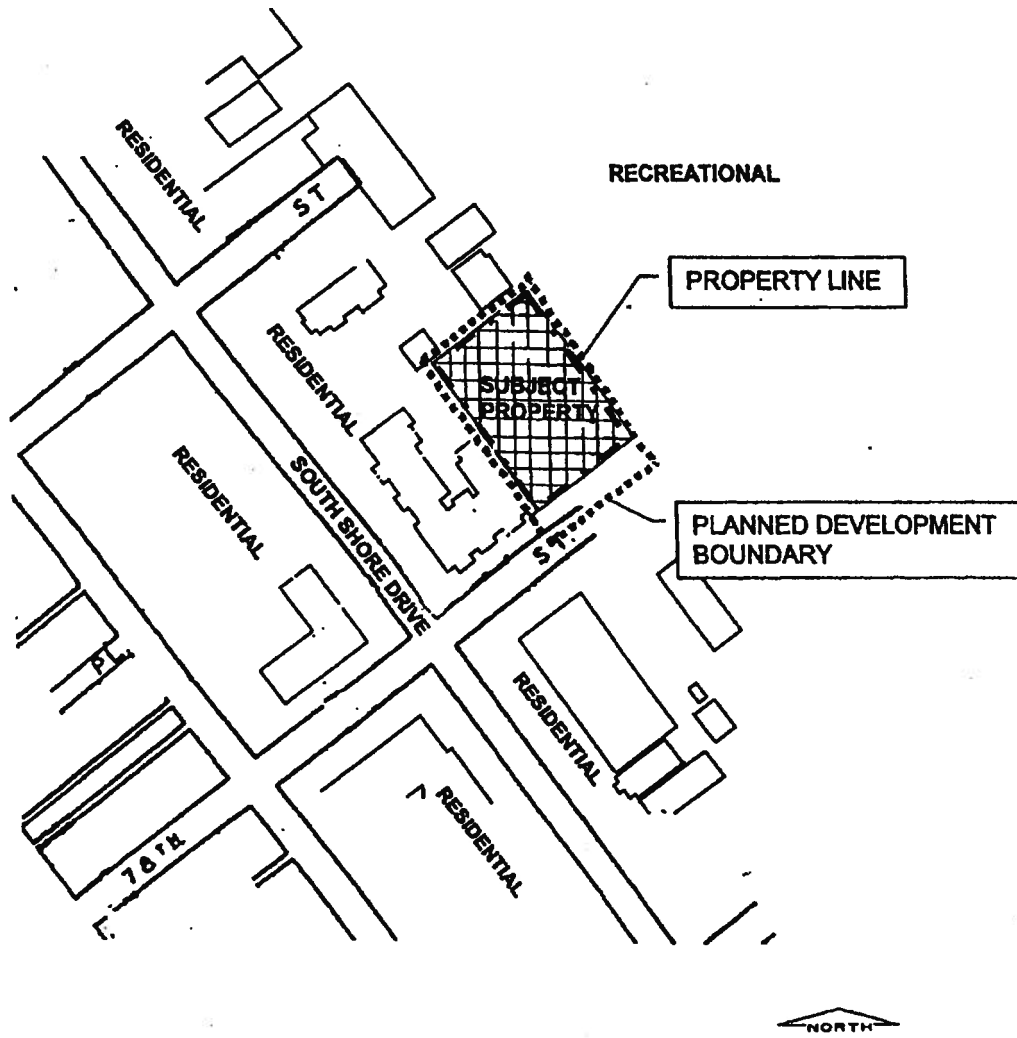 RESIDENTIAL
ST
RECREATIONAL
PROPERTY LINE
RESIDENTIAL
SUBJECT
PROPERTY
RESIDENTIAL
SOUTH SHORE DRIVE
PLANNED DEVELOPMENT
BOUNDARY
ST.
PL
RESIDENTIAL
RESIDENTIAL
78TH
NORTH